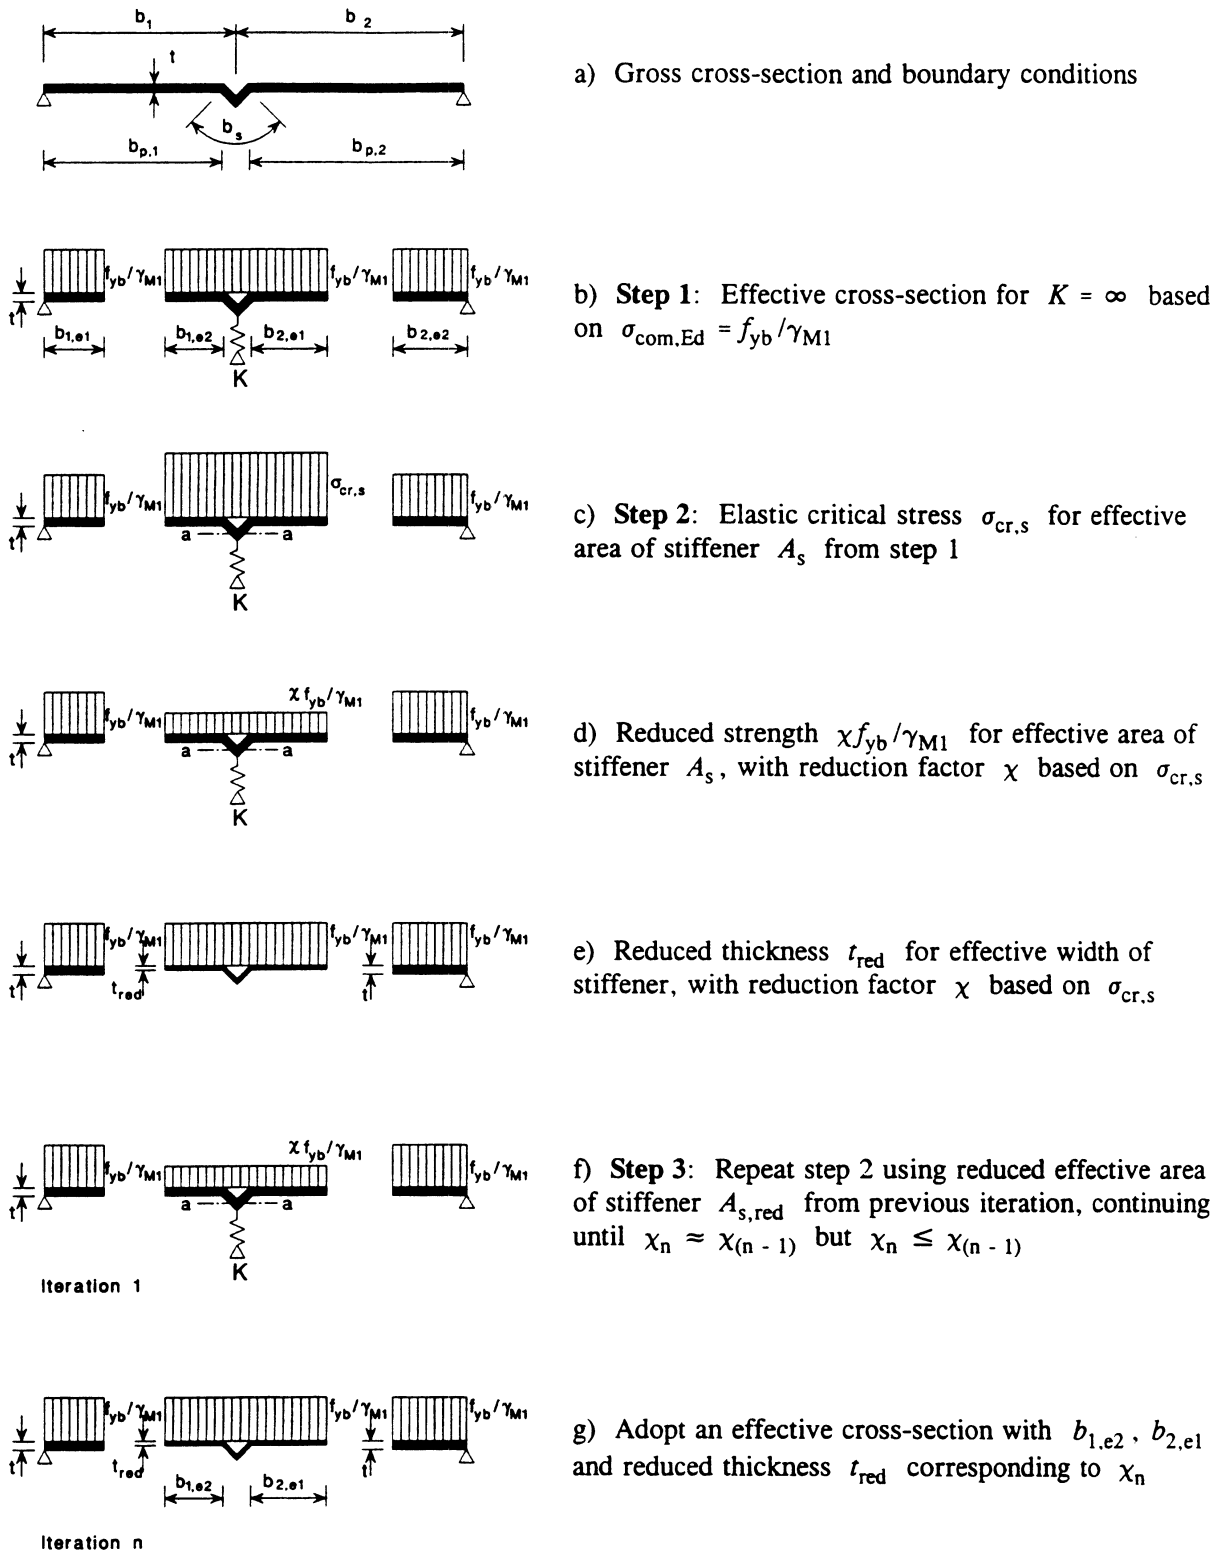 b1
b 2
t
bs
bp,1
bp,2
a) Gross cross-section and boundary conditions
fyb/γM1
fyb/γM1
fyb/γM1
t
b1,e1
b1,e2
b2,e1
b2,e2
K
b) Step 1: Effective cross-section for K = ∞ based
on σcom,Ed = fyb/γM1
fyb/γM1
σcr,s
fyb/γM1
t
a
a
K
c) Step 2: Elastic critical stress σcr,s for effective
area of stiffener As from step 1
χ fyb/γM1
fyb/γM1
fyb/γM1
t
a
a
K
d) Reduced strength χfyb/γM1 for effective area of
stiffener As, with reduction factor χ based on σcr,s
fyb/γM1
fyb/γM1
fyb/γM1
t
tred
t
e) Reduced thickness tred for effective width of
stiffener, with reduction factor χ based on σcr,s
χ fyb/γM1
fyb/γM1
fyb/γM1
t
a
a
K
Iteration 1
f) Step 3: Repeat step 2 using reduced effective area
of stiffener As,red from previous iteration, continuing
until χn ≈ χ(n - 1) but χn ≤ χ(n - 1)
fyb/γM1
fyb/γM1
fyb/γM1
t
tred
t
b1,e2
b2,e1
Iteration n
g) Adopt an effective cross-section with b1,e2, b2,e1
and reduced thickness tred corresponding to χn